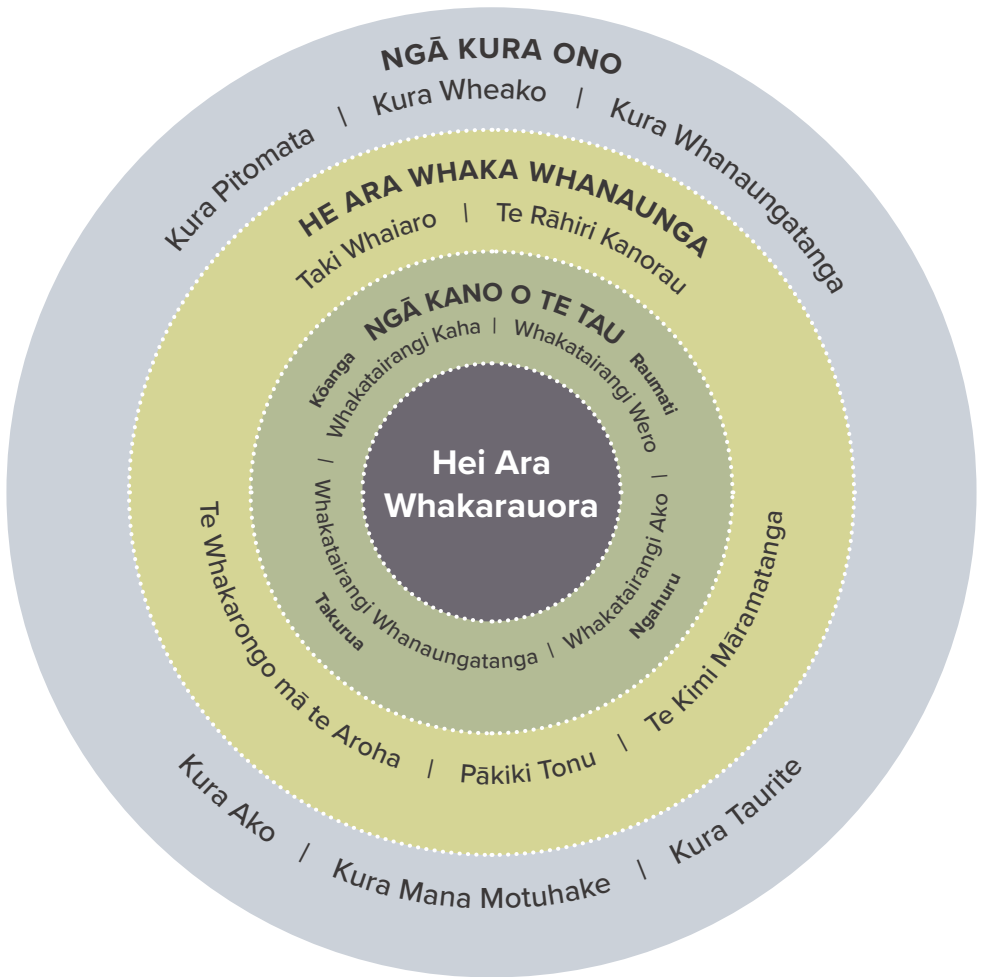 NGĀ KURA ONO
Kura Pitomata | Kura Wheako | Kura Whanaungatanga
HE ARA WHAKA WHANAUNGA
Taki Whaiaro | Te Rāhiri Kanorau
NGĀ KANO O TE TAU
Kōanga
Whakatairangi Kaha | Whakatairangi Wero
Raumati
|
|
Hei Ara
Whakarauora
Whakatairangi Whanaungatanga | Whakatairangi Ako
Takurua
Ngahuru
Te Whakarongo mā te Aroha | Pākiki Tonu | Te Kimi Māramatanga
Kura Ako | Kura Mana Motuhake | Kura Taurite